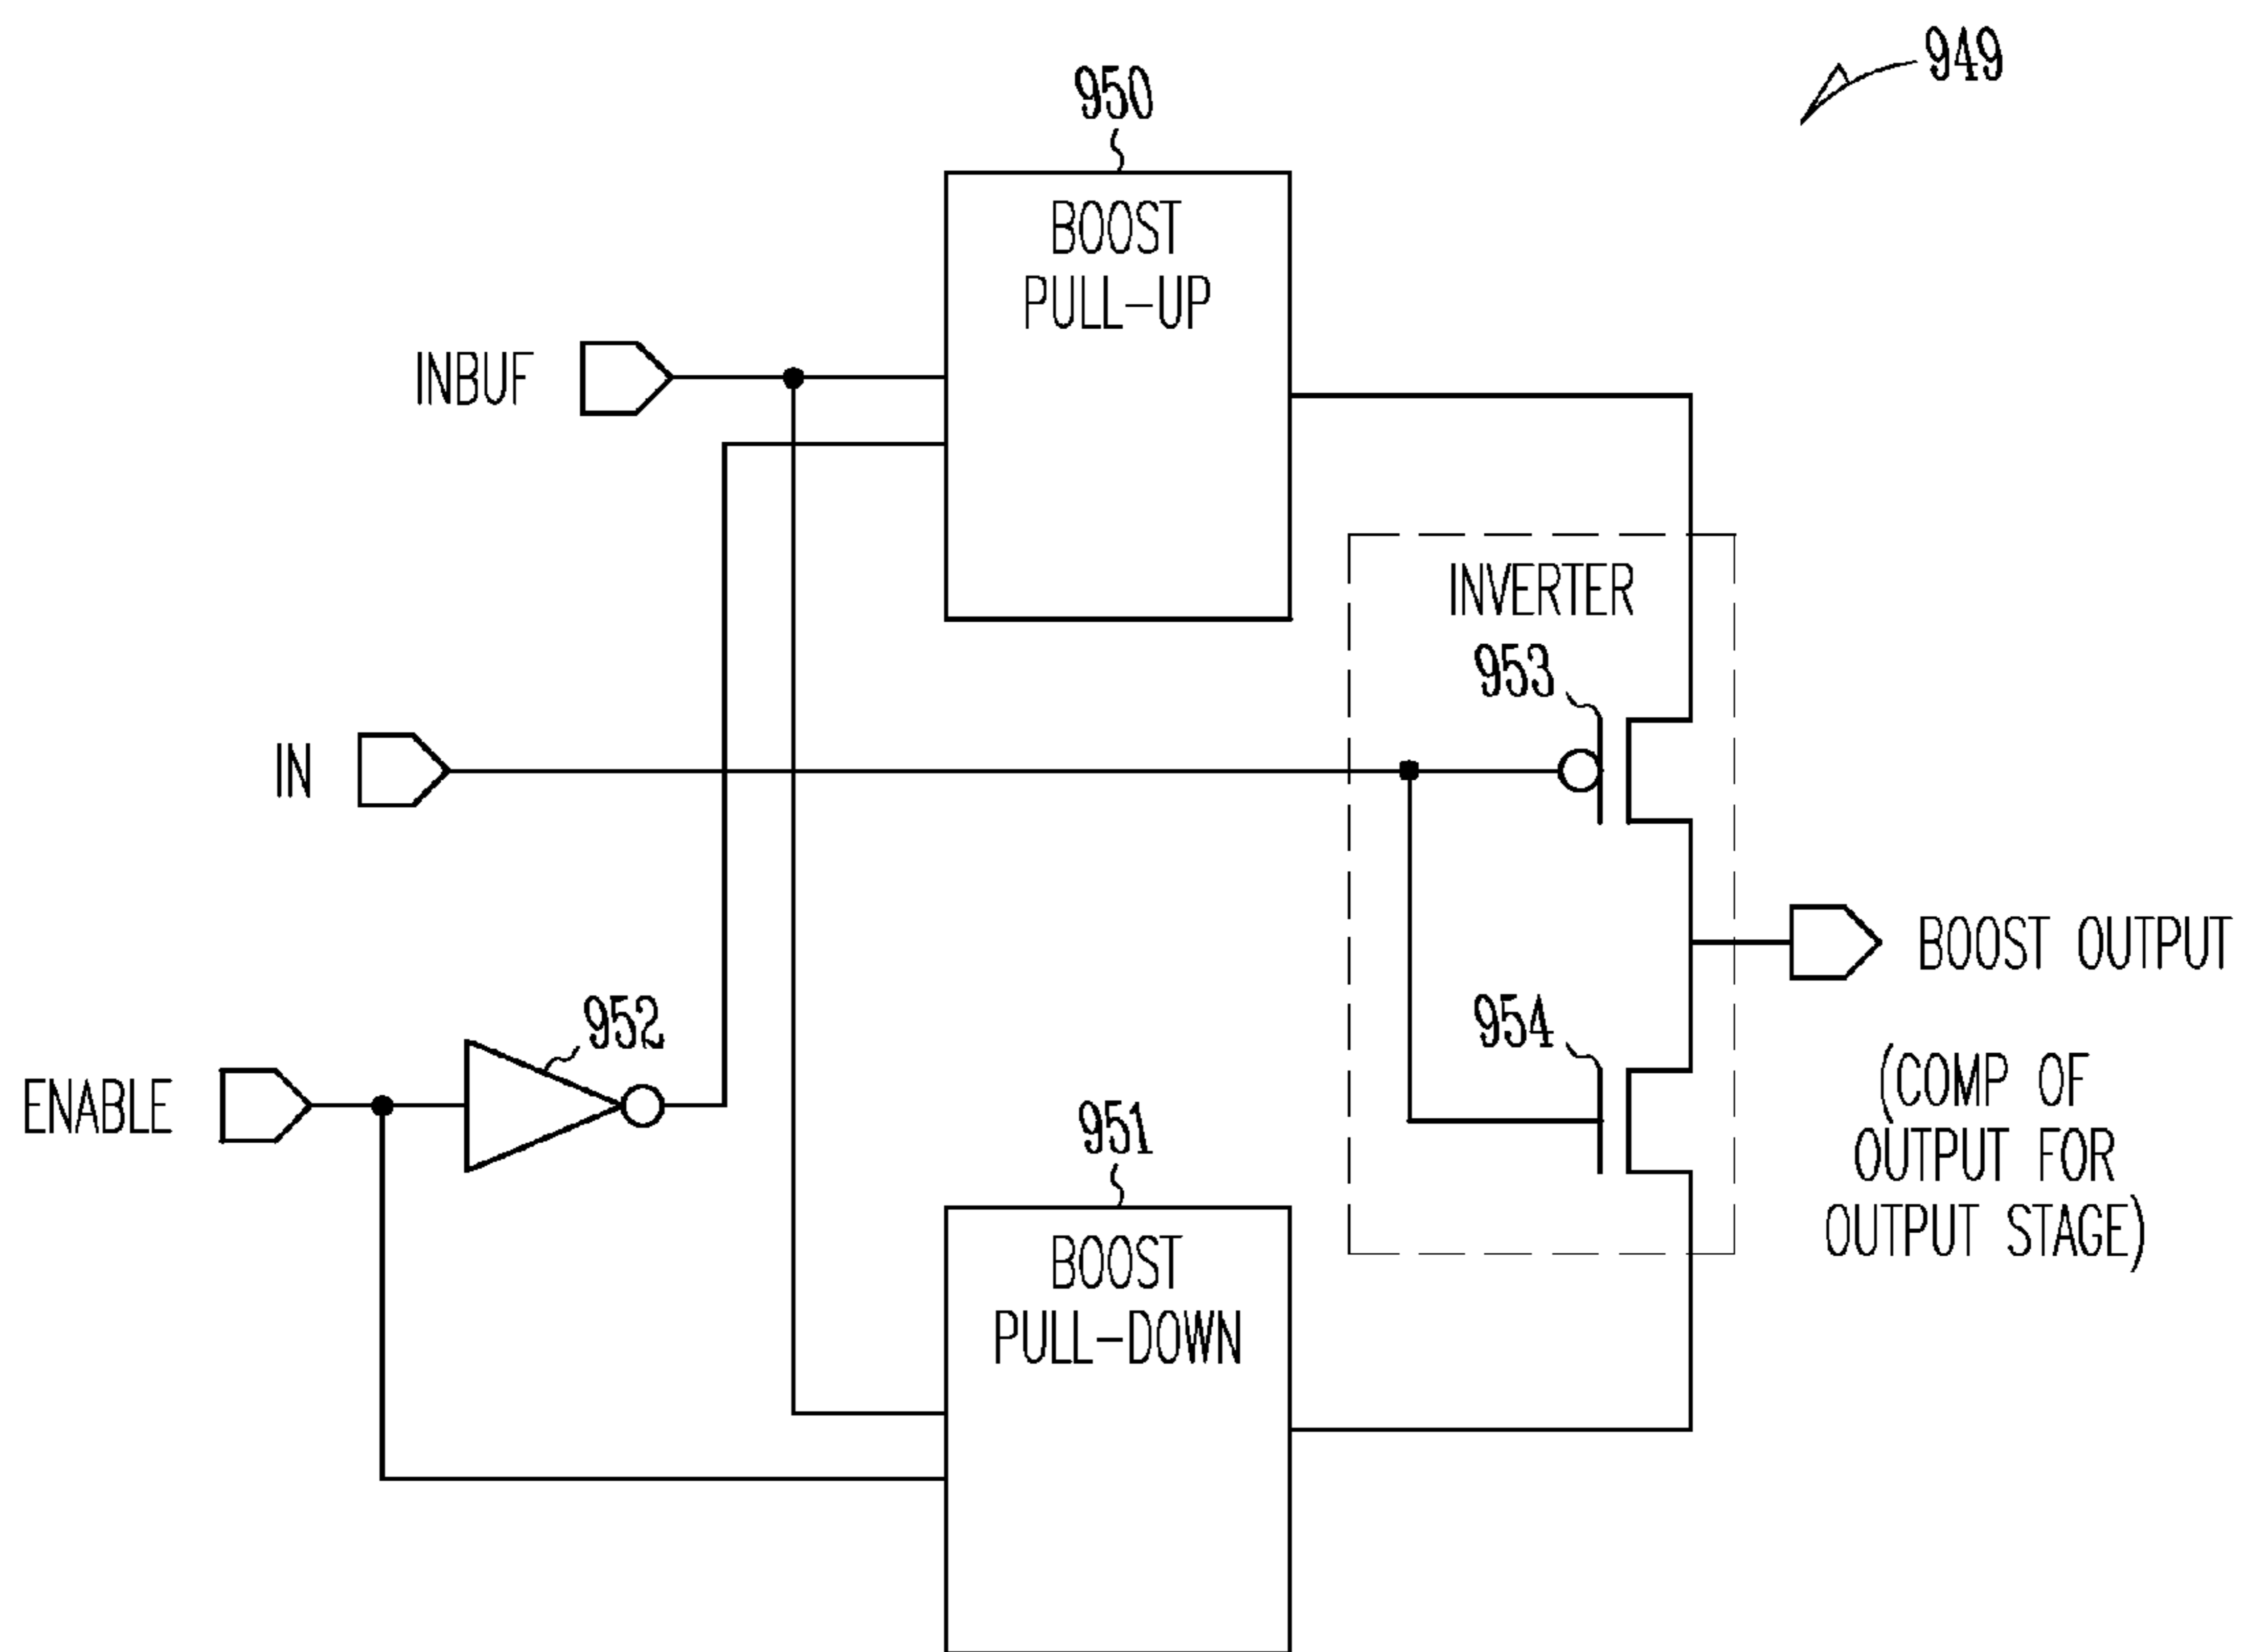 949
950
BOOST
PULL-UP
INBUF
INVERTER
953
IN
BOOST OUTPUT
954
952
ENABLE
(COMP OF
OUTPUT FOR
OUTPUT STAGE)
951
BOOST
PULL-DOWN